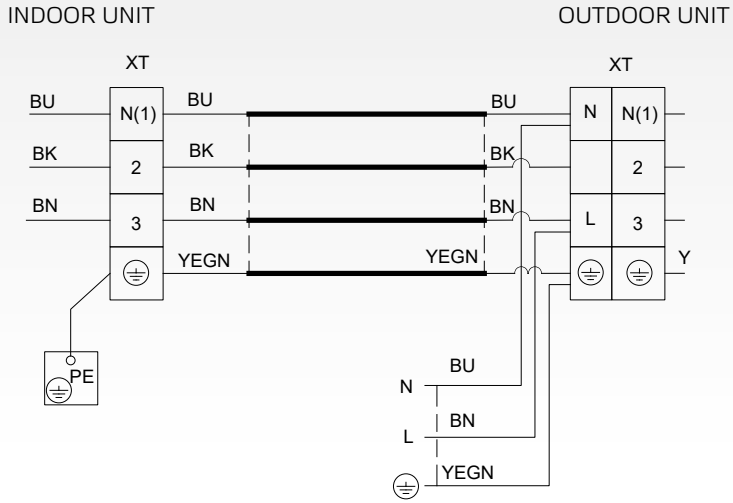 INDOOR UNIT OUTDOOR UNIT
XT XT
BU N(1) BU BU N N(1)
BK 2 BK BK 2
BN 3 BN BN L 3
YEGN YEGN Y
PE
N BU
L BN
YEGN